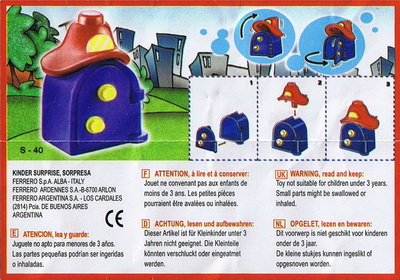 1
2
3
S - 40
KINDER SURPRISE, SORPRESA
FERRERO S.p.A. ALBA - ITALY
FERRERO ARDENNES S.A.-B-6700 ARLON
FERRERO ARGENTINA S.A. - LOS CARDALES
(2814) Pcia. DE BUENOS AIRES
ARGENTINA
CE
E ATENCION, lea y guarde:
Juguete no apto para menores de 3 años.
Las partes pequeñas podrían ser ingeridas
o inhaladas.
F ATTENTION, à lire et à conserver:
Jouet ne convenant pas aux enfants de
moins de 3 ans. Les petites pièces
pourraient être avalées ou inhalées.
D ACHTUNG, lesen und aufbewahren:
Dieser Artikel ist für Kleinkinder unter 3
Jahren nicht geeignet. Die Kleinteile
könnten verschluckt oder eingeatmet
werden.
UK WARNING, read and keep:
Toy not suitable for children under 3 years.
Small parts might be swallowed or
inhaled.
NL OPGELET, lezen en bewaren:
Dit voorwerp is niet geschikt voor kinderen
onder de 3 jaar.
De kleine stukjes kunnen ingeslikt of
opgesnoven worden.